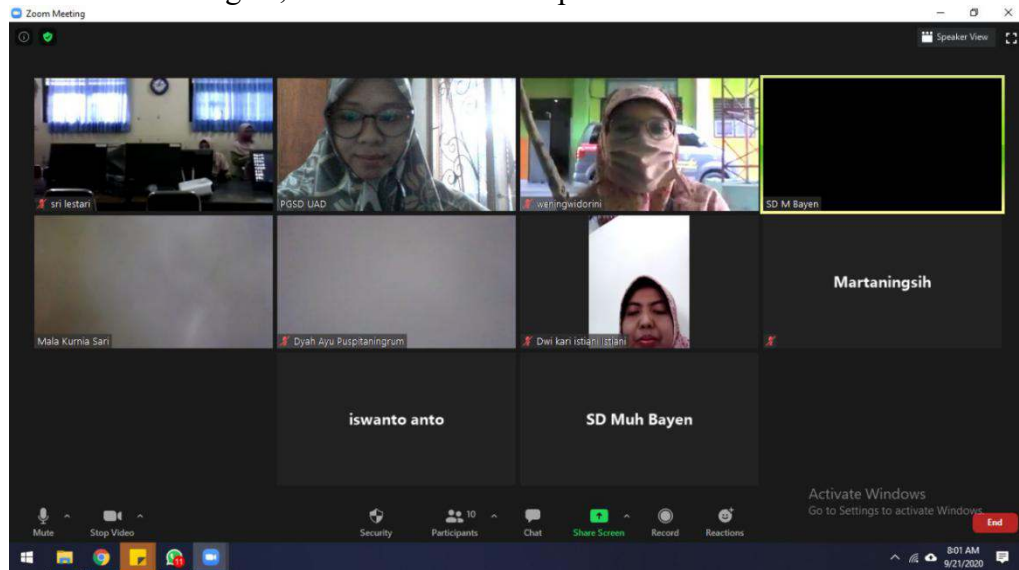 Zoom Meeting
Speaker View
sri lestari
PGSD UAD
weningwidorini
SD M Bayen
Mala Kurnia Sari
Dyah Ayu Puspitaningrum
Dwi kari istiani Istiani
Martaningsih
iswanto anto
SD Muh Bayen
Activate Windows
Go to Settings to activate Windows.
Mute
Stop Video
Security
Participants
10
Chat
Share Screen
Record
Reactions
End
11
8:01 AM
9/21/2020